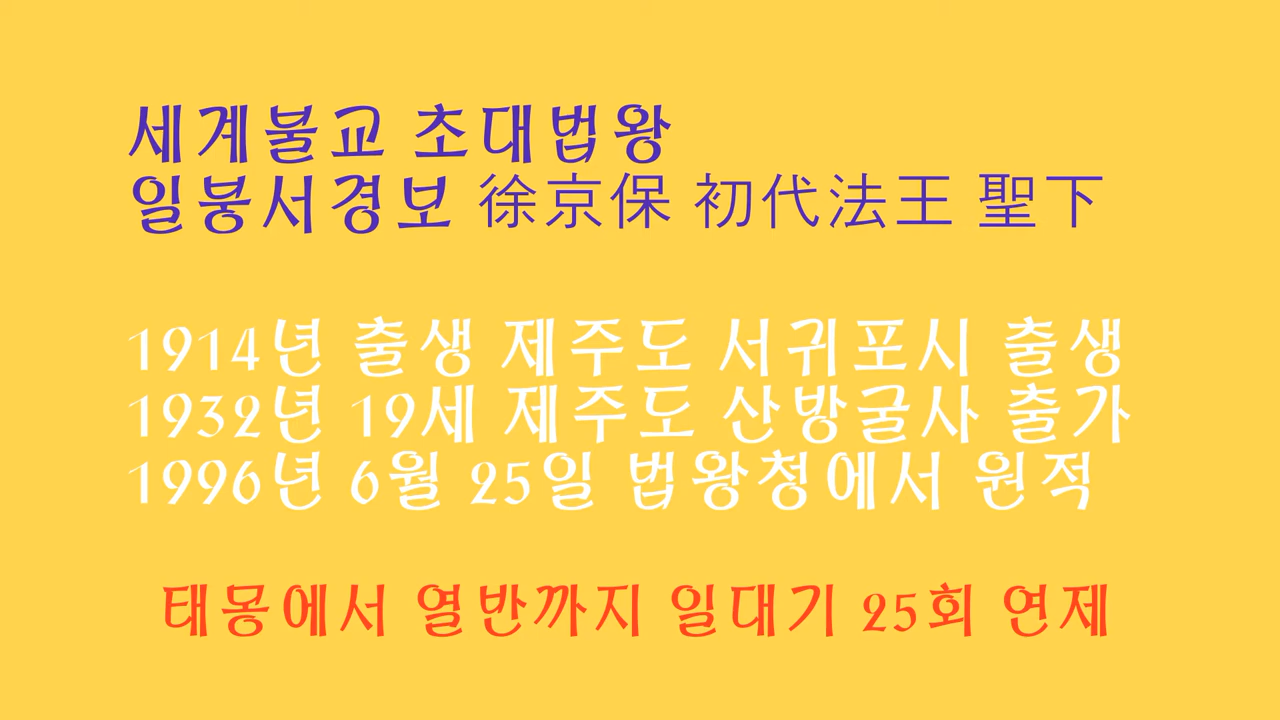 세계불교 초대법왕
일붕서경보 徐京保 初代法王 聖下
1914년 출생 제주도 서귀포시 출생
1932년 19세 제주도 산방굴사 출가
1996년 6월 25일 법왕청에서 원적
태몽에서 열반까지 일대기 25회 연제